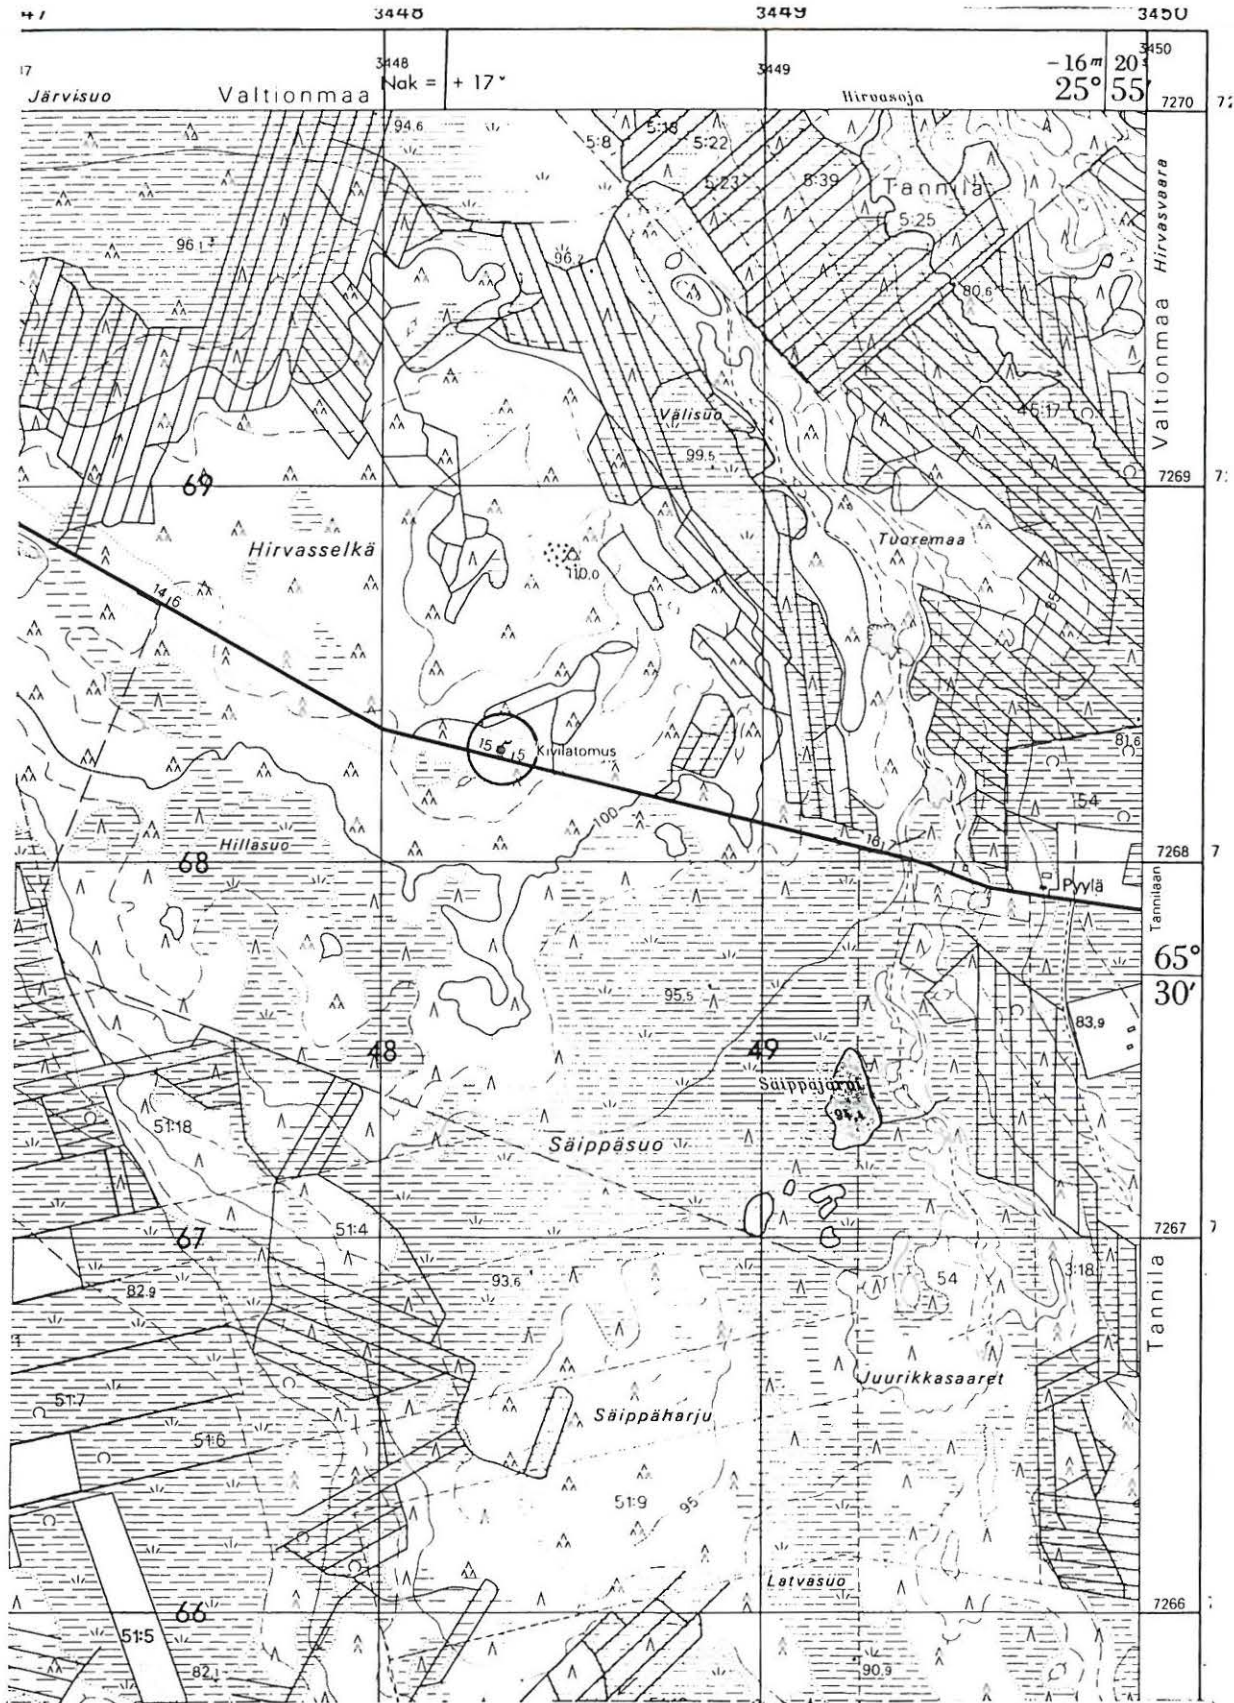 47 3448 3449 3450
3448 3449 3450
Nak = + 17ᵛ
-16ᵐ 20ˢ
25° 55′
Järvisuo Valtionmaa Hirvasoja 7270
94.6 5:8 5:22
5:23 5:39 Tannila
5:25
Hirvasvaara
Valtionmaa
96.1 96.2 80.6
Välisuo 45:17
99.5
69 7269
Hirvasselkä Tuoremaa
110.0
85
14.6
15 15 Kivilatomus
81.6
54
100
16.7
Hillasuo
68 7268
Pyylä
Tannilaan
65°
30′
95.5 83.9
48 49
Säippäjärvi
51:18
Säippäsuo
51:4
67 7267
82.9 93.6 54 3:18
Tannila
Juurikkasaaret
51:7
Säippäharju
51:6
51:9 95
Latvasuo
66 7266
51:5
82.1 90.9